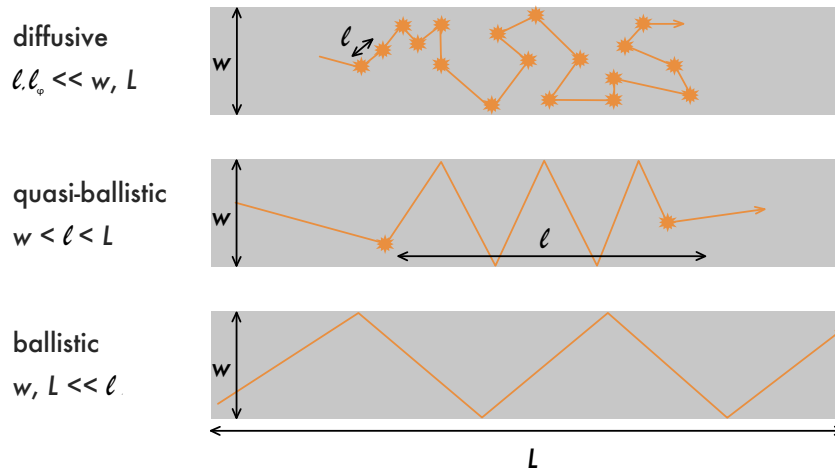 diffusive
ℓ.ℓφ << w, L
w
ℓ
quasi-ballistic
w < ℓ < L
w
ℓ
ballistic
w, L << ℓ
w
L